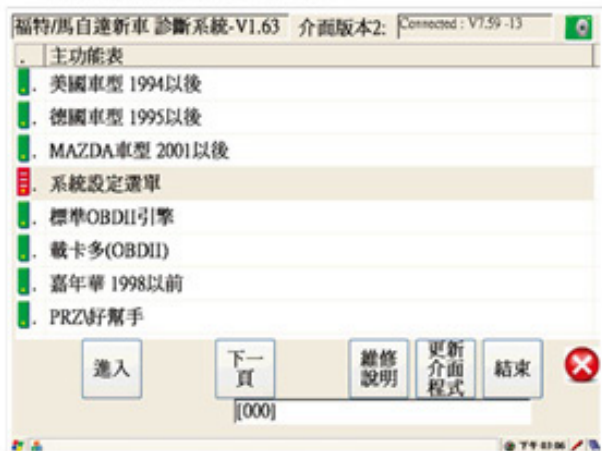 福特/馬自達新車 診斷系統-V1.63 介面版本2: Connected : V7.59 -13
. 主功能表
. 美國車型 1994以後
. 德國車型 1995以後
. MAZDA車型 2001以後
. 系統設定選單
. 標準OBDII引擎
. 載卡多(OBDII)
. 嘉年華 1998以前
. PRZ\好幫手
進入 下一頁 維修說明 更新介面程式 結束
[000]
下午 03:06